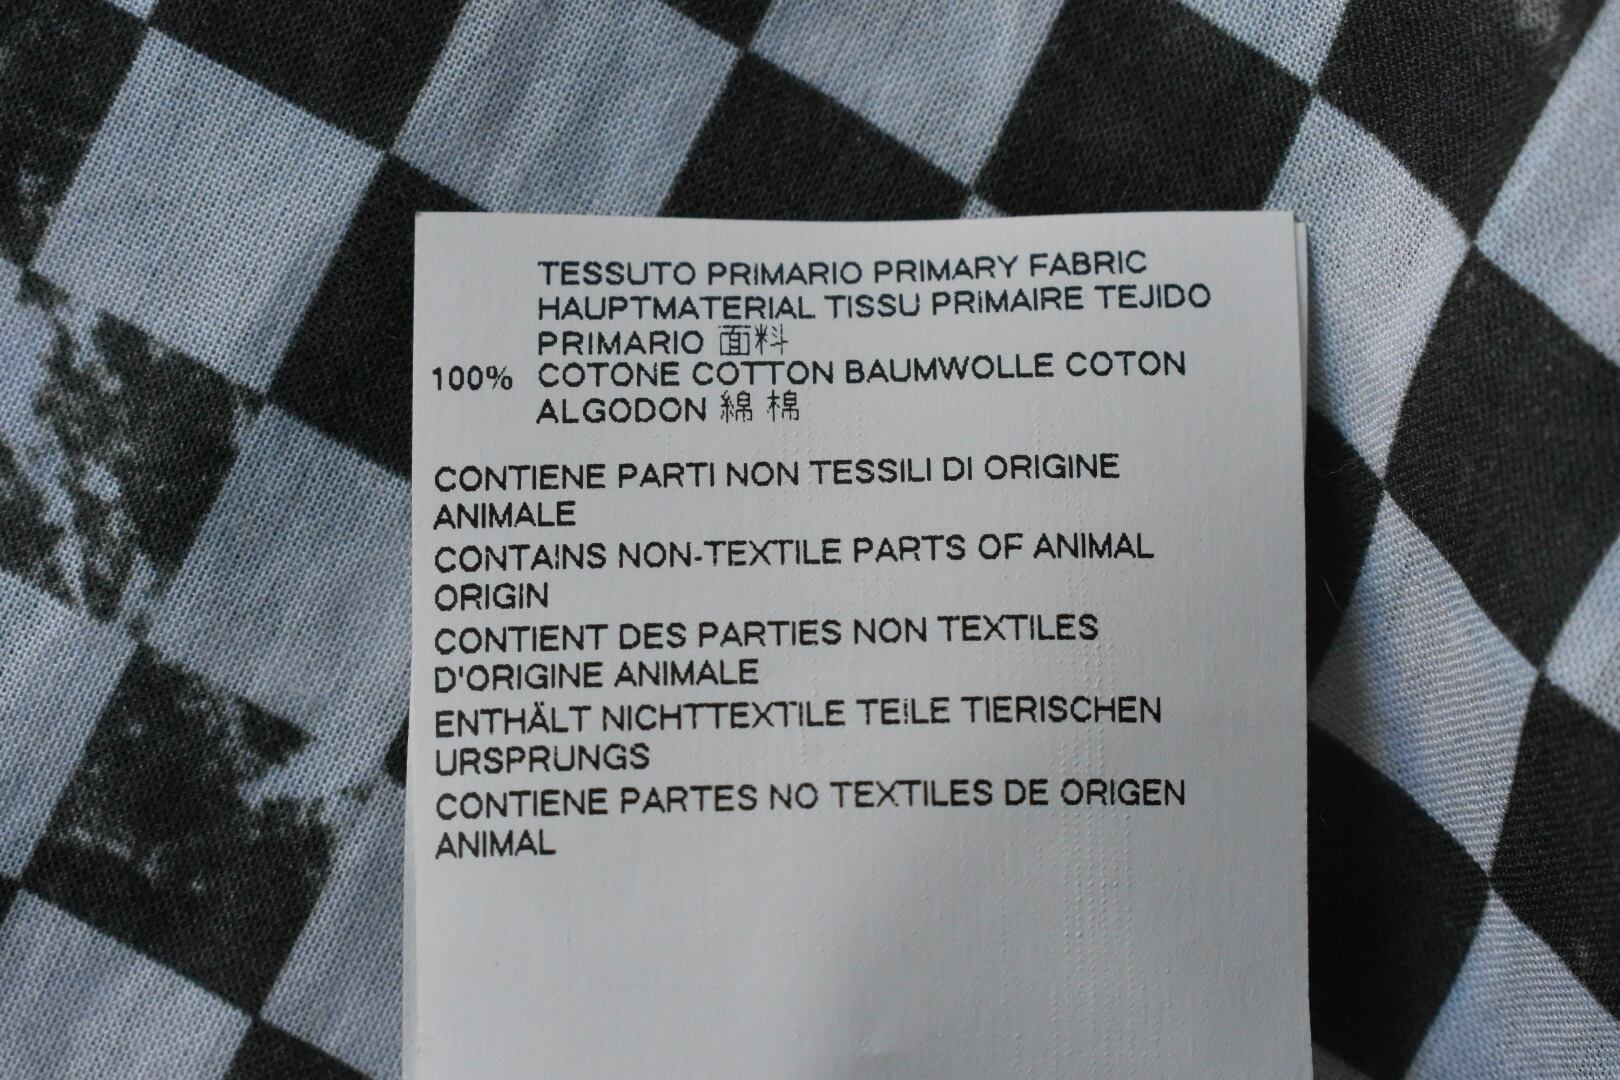 TESSUTO PRIMARIO PRIMARY FABRIC
HAUPTMATERIAL TISSU PRIMAIRE TEJIDO
PRIMARIO 面料
100% COTONE COTTON BAUMWOLLE COTON
ALGODON 綿 棉
CONTIENE PARTI NON TESSILI DI ORIGINE
ANIMALE
CONTAINS NON-TEXTILE PARTS OF ANIMAL
ORIGIN
CONTIENT DES PARTIES NON TEXTILES
D'ORIGINE ANIMALE
ENTHÄLT NICHTTEXTILE TEILE TIERISCHEN
URSPRUNGS
CONTIENE PARTES NO TEXTILES DE ORIGEN
ANIMAL